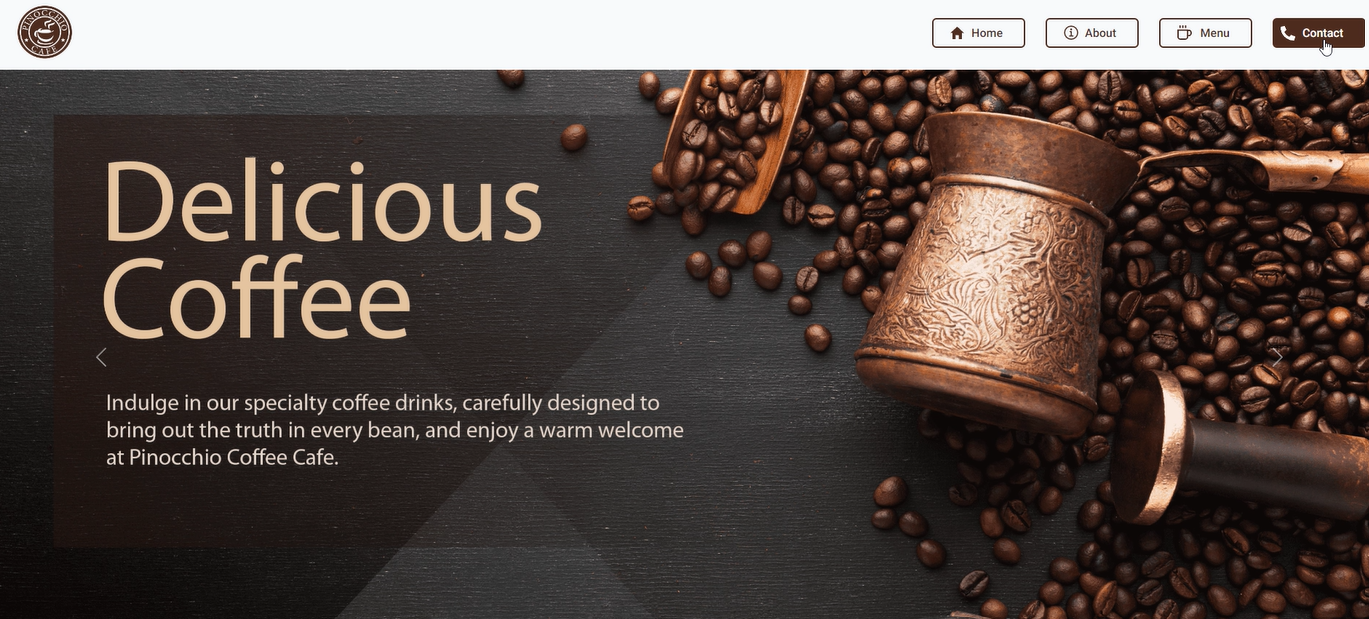 PINOCCHIO
CAFE
Home
About
Menu
Contact
Delicious
Coffee
Indulge in our specialty coffee drinks, carefully designed to
bring out the truth in every bean, and enjoy a warm welcome
at Pinocchio Coffee Cafe.